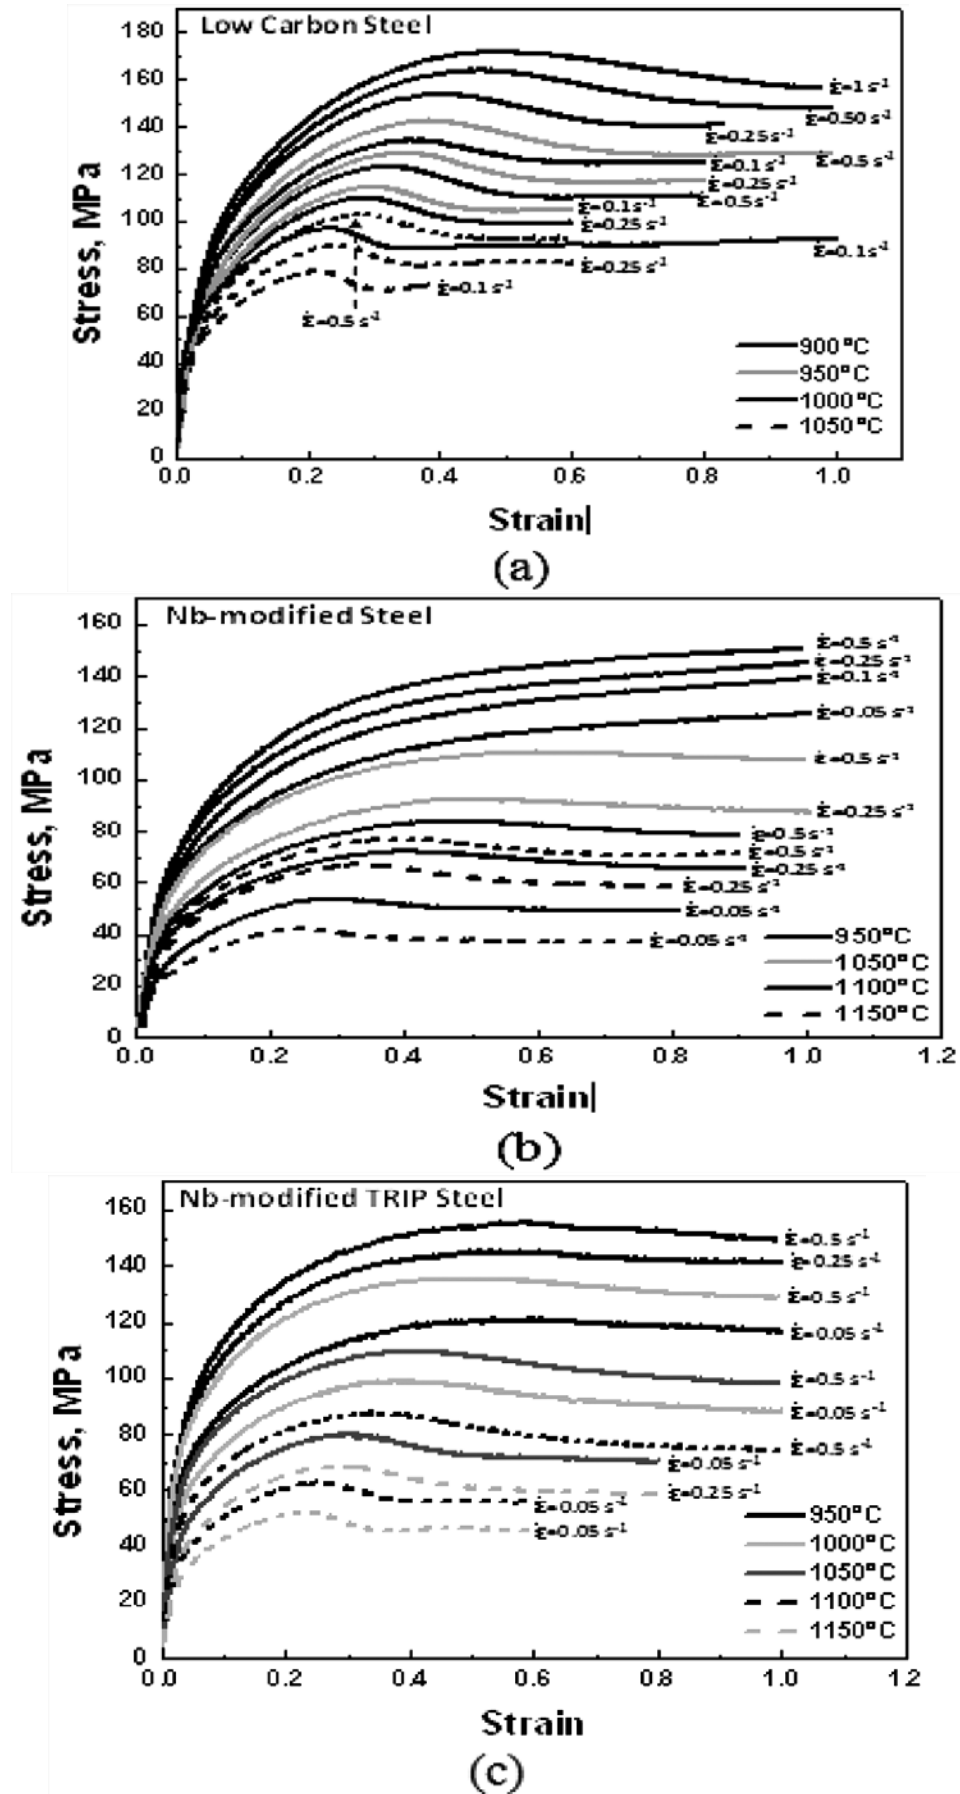 Low Carbon Steel
Stress, MPa
180
160
140
120
100
80
60
40
20
0
ε̇=1 s⁻¹
ε̇=0.50 s⁻¹
ε̇=0.25 s⁻¹
ε̇=0.5 s⁻¹
ε̇=0.1 s⁻¹
ε̇=0.25 s⁻¹
ε̇=0.5 s⁻¹
ε̇=0.1 s⁻¹
ε̇=0.25 s⁻¹
ε̇=0.1 s⁻¹
ε̇=0.25 s⁻¹
ε̇=0.1 s⁻¹
ε̇=0.5 s⁻¹
900°C
950°C
1000°C
1050°C
0.0 0.2 0.4 0.6 0.8 1.0
Strain
(a)
Nb-modified Steel
Stress, MPa
160
140
120
100
80
60
40
20
0
ε̇=0.5 s⁻¹
ε̇=0.25 s⁻¹
ε̇=0.1 s⁻¹
ε̇=0.05 s⁻¹
ε̇=0.5 s⁻¹
ε̇=0.25 s⁻¹
ε̇=0.5 s⁻¹
ε̇=0.5 s⁻¹
ε̇=0.25 s⁻¹
ε̇=0.25 s⁻¹
ε̇=0.05 s⁻¹
ε̇=0.05 s⁻¹
950°C
1050°C
1100°C
1150°C
0.0 0.2 0.4 0.6 0.8 1.0 1.2
Strain
(b)
Nb-modified TRIP Steel
Stress, MPa
160
140
120
100
80
60
40
20
0
ε̇=0.5 s⁻¹
ε̇=0.25 s⁻¹
ε̇=0.5 s⁻¹
ε̇=0.05 s⁻¹
ε̇=0.5 s⁻¹
ε̇=0.05 s⁻¹
ε̇=0.5 s⁻¹
ε̇=0.05 s⁻¹
ε̇=0.25 s⁻¹
ε̇=0.05 s⁻¹
ε̇=0.05 s⁻¹
950°C
1000°C
1050°C
1100°C
1150°C
0.0 0.2 0.4 0.6 0.8 1.0 1.2
Strain
(c)